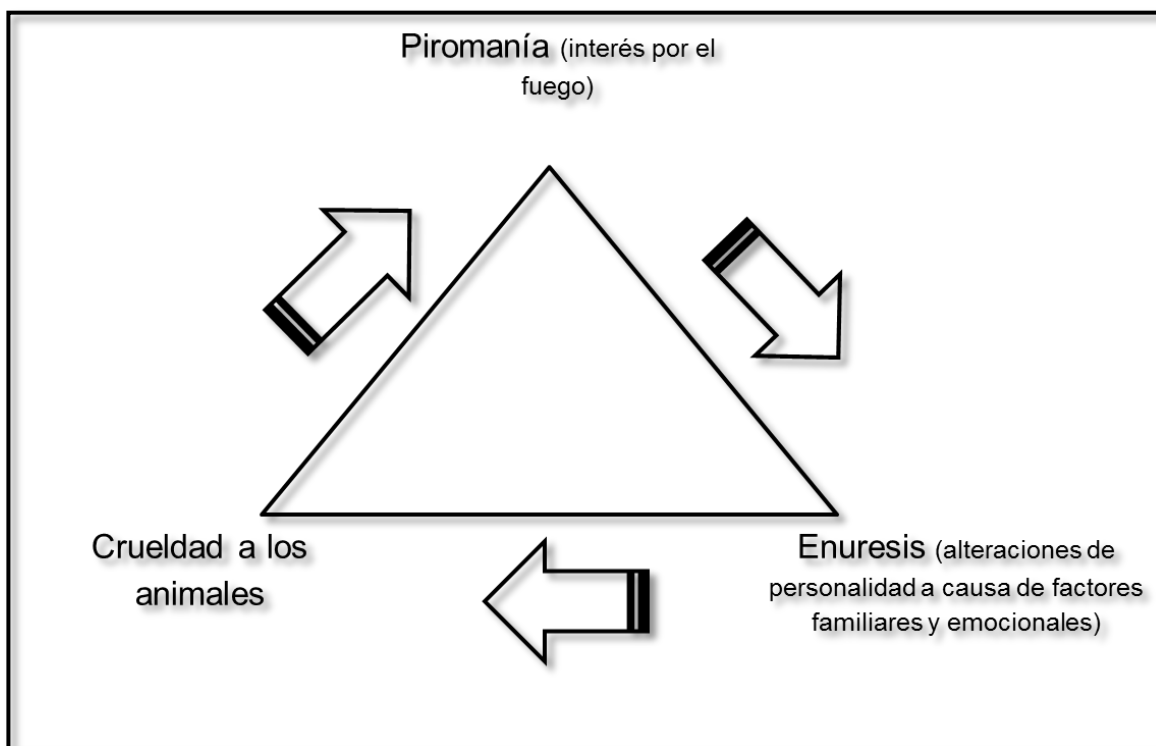 Piromanía (interés por el
fuego)
Crueldad a los
animales
Enuresis (alteraciones de
personalidad a causa de factores
familiares y emocionales)